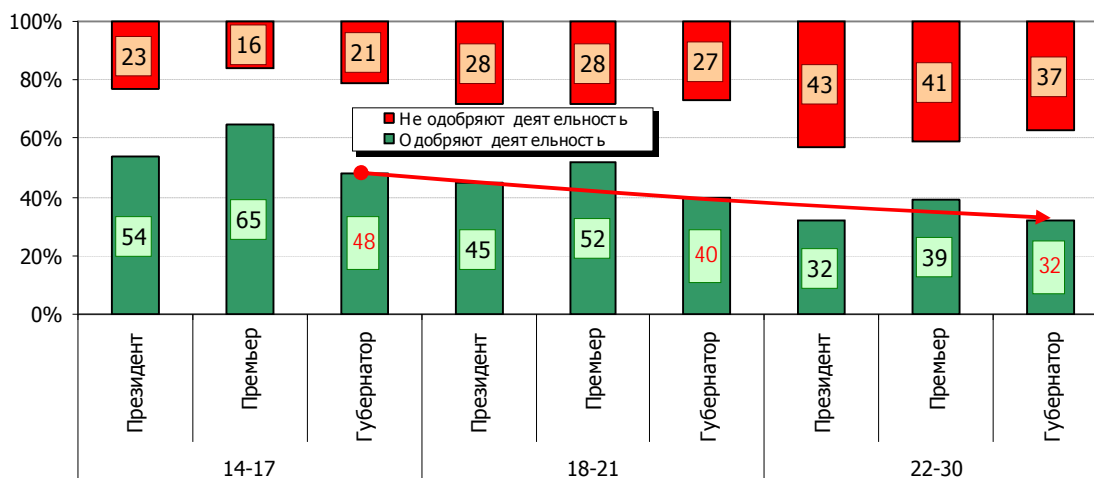 100%
80%
60%
40%
20%
0%
23
16
21
28
28
27
43
41
37
Не одобряют деятельность
Одобряют деятельность
54
65
48
45
52
40
32
39
32
Президент
Премьер
Губернатор
Президент
Премьер
Губернатор
Президент
Премьер
Губернатор
14-17
18-21
22-30